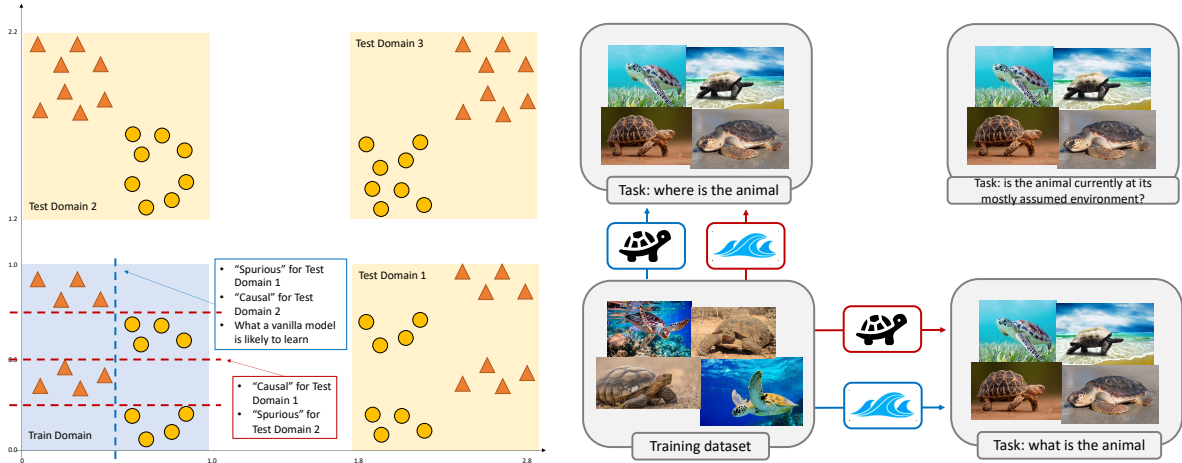 2.2
Test Domain 2
Test Domain 3
1.2
1.0
Train Domain
0.0
0
1.0
1.8
2.8
• "Spurious" for Test
Domain 1
• "Causal" for Test
Domain 2
• What a vanilla model
is likely to learn
Test Domain 1
• "Causal" for Test
Domain 1
• "Spurious" for
Test Domain 2
Task: where is the animal
Task: is the animal currently at its
mostly assumed environment?
Training dataset
Task: what is the animal